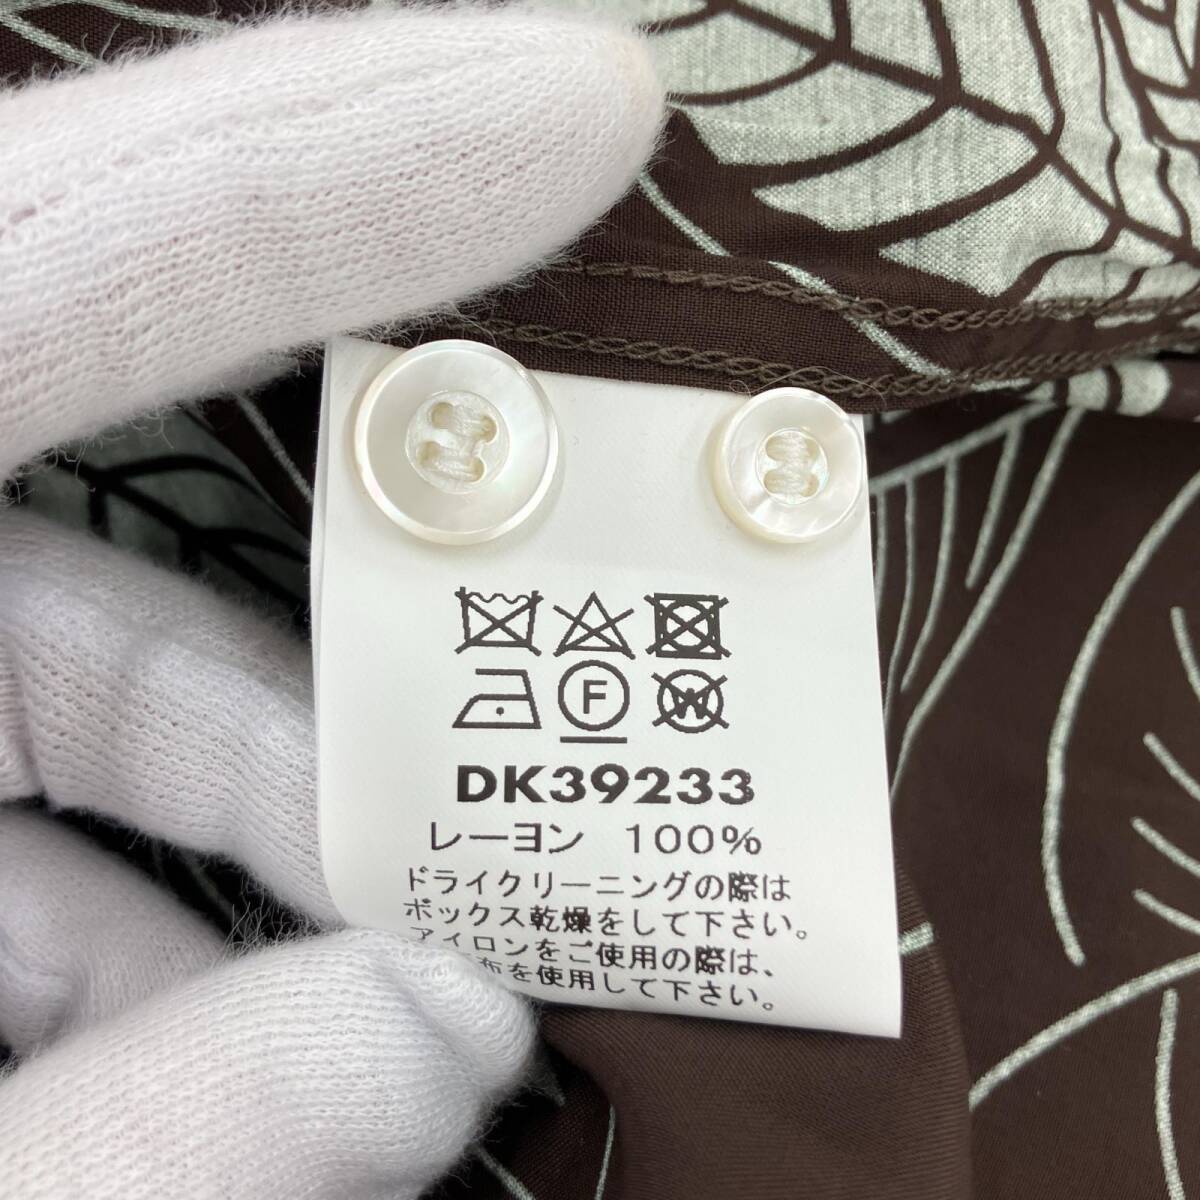 F W
DK39233
レーヨン 100%
ドライクリーニングの際は
ボックス乾燥をして下さい。
アイロンをご使用の際は、
布を使用して下さい。